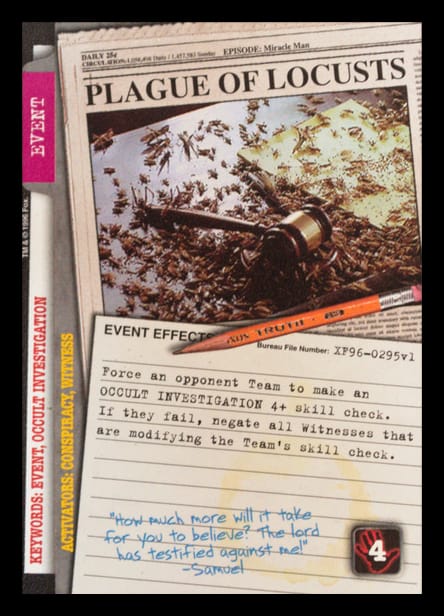 DAILY 25¢
EPISODE: Miracle Man
PLAGUE OF LOCUSTS
EVENT
TM & © 1996 Fox.
KEYWORDS: EVENT, OCCULT INVESTIGATION
ACTIVATORS: CONSPIRACY, WITNESS
TRUTH
EVENT EFFECTS
Bureau File Number: XF96-0295v1
Force an opponent Team to make an
OCCULT INVESTIGATION 4+ skill check.
If they fail, negate all Witnesses that
are modifying the Team's skill check.
"How much more will it take
for you to believe? The lord
has testified against me!"
-Samuel
4